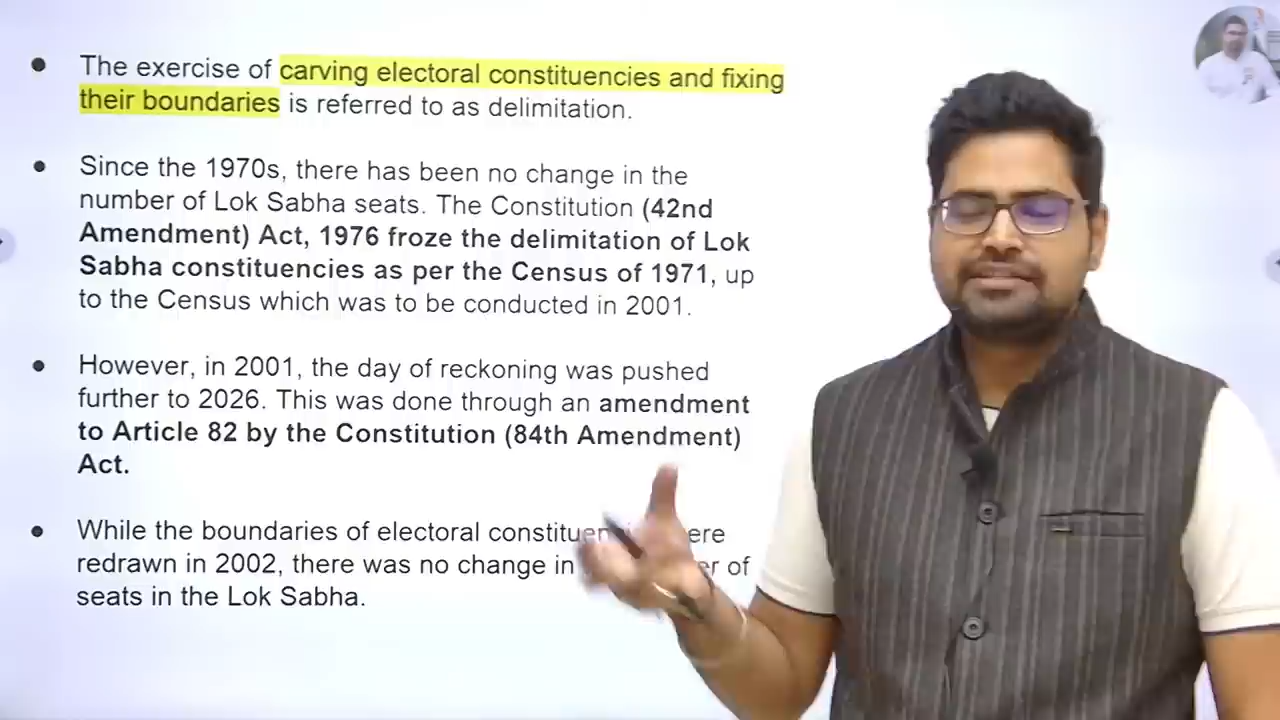 The exercise of carving electoral constituencies and fixing
their boundaries is referred to as delimitation.
Since the 1970s, there has been no change in the
number of Lok Sabha seats. The Constitution (42nd
Amendment) Act, 1976 froze the delimitation of Lok
Sabha constituencies as per the Census of 1971, up
to the Census which was to be conducted in 2001.
However, in 2001, the day of reckoning was pushed
further to 2026. This was done through an amendment
to Article 82 by the Constitution (84th Amendment)
Act.
While the boundaries of electoral
redrawn in 2002, there was no change in of
seats in the Lok Sabha.